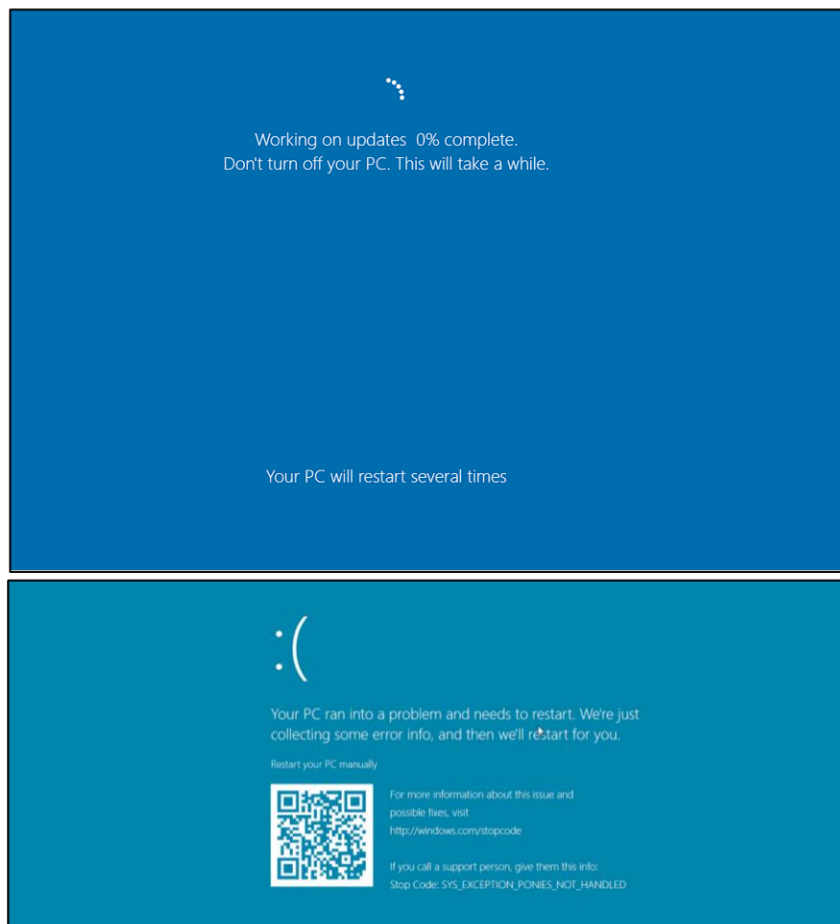 Working on updates  0% complete.
Don't turn off your PC. This will take a while.
Your PC will restart several times
:(
Your PC ran into a problem and needs to restart. We're just
collecting some error info, and then we'll restart for you.
Restart your PC manually
For more information about this issue and
possible fixes, visit
http://windows.com/stopcode
If you call a support person, give them this info:
Stop Code: SYS_EXCEPTION_PONIES_NOT_HANDLED